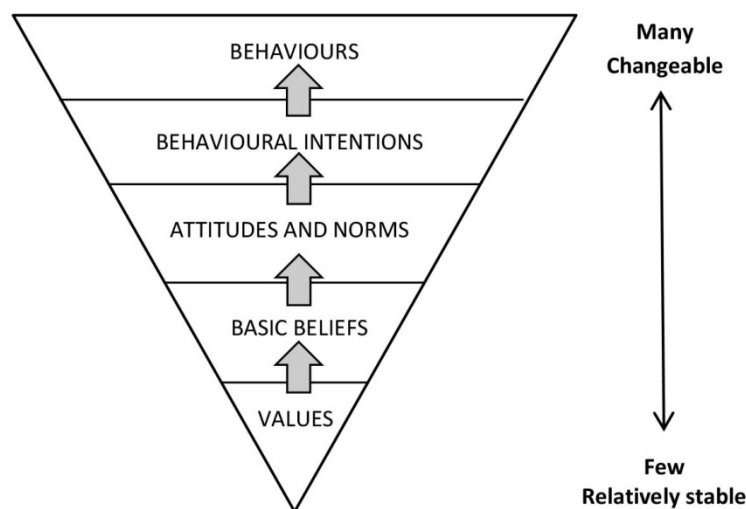 BEHAVIOURS
BEHAVIOURAL INTENTIONS
ATTITUDES AND NORMS
BASIC BELIEFS
VALUES
Many
Changeable
Few
Relatively stable